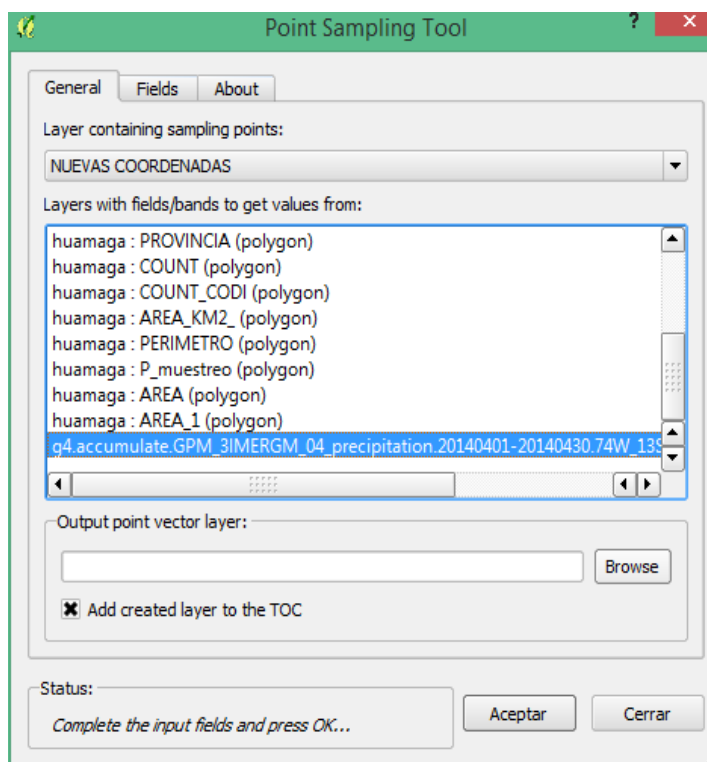 Point Sampling Tool
?
General Fields About
Layer containing sampling points:
NUEVAS COORDENADAS
Layers with fields/bands to get values from:
huamaga : PROVINCIA (polygon)
huamaga : COUNT (polygon)
huamaga : COUNT_CODI (polygon)
huamaga : AREA_KM2_ (polygon)
huamaga : PERIMETRO (polygon)
huamaga : P_muestreo (polygon)
huamaga : AREA (polygon)
huamaga : AREA_1 (polygon)
g4.accumulate.GPM_3IMERGM_04_precipitation.20140401-20140430.74W_13S
Output point vector layer:
Browse
Add created layer to the TOC
Status:
Complete the input fields and press OK...
Aceptar Cerrar